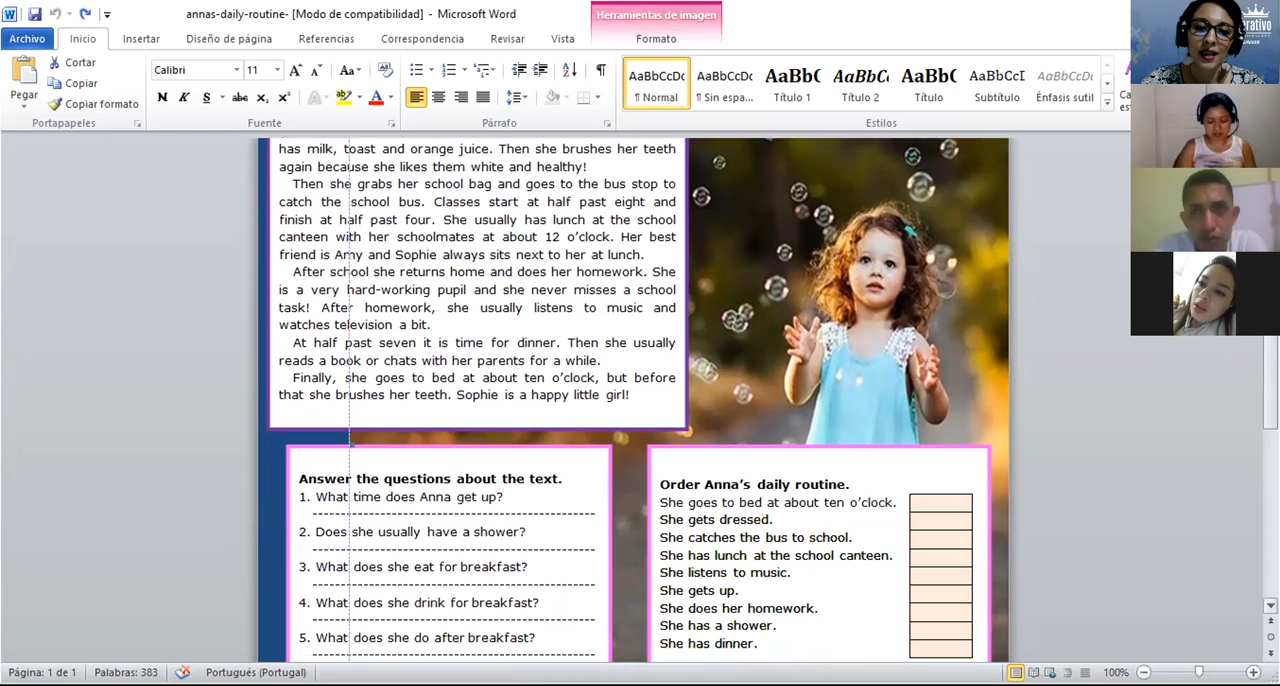 annas-daily-routine- [Modo de compatibilidad] - Microsoft Word
Herramientas de imagen
Archivo Inicio Insertar Diseño de página Referencias Correspondencia Revisar Vista Formato
Pegar
Cortar
Copiar
Copiar formato
Portapapeles
Calibri 11
Fuente
Párrafo
AaBbCcDc AaBbCcDc AaBbC AaBbCc AaBbC AaBbCcI AaBbCcDc
¶ Normal ¶ Sin espa... Título 1 Título 2 Título Subtítulo Énfasis sutil
Estilos
has milk, toast and orange juice. Then she brushes her teeth
again because she likes them white and healthy!
Then she grabs her school bag and goes to the bus stop to
catch the school bus. Classes start at half past eight and
finish at half past four. She usually has lunch at the school
canteen with her schoolmates at about 12 o'clock. Her best
friend is Amy and Sophie always sits next to her at lunch.
After school she returns home and does her homework. She
is a very hard-working pupil and she never misses a school
task! After homework, she usually listens to music and
watches television a bit.
At half past seven it is time for dinner. Then she usually
reads a book or chats with her parents for a while.
Finally, she goes to bed at about ten o'clock, but before
that she brushes her teeth. Sophie is a happy little girl!
Answer the questions about the text.
1. What time does Anna get up?
2. Does she usually have a shower?
3. What does she eat for breakfast?
4. What does she drink for breakfast?
5. What does she do after breakfast?
Order Anna's daily routine.
She goes to bed at about ten o'clock.
She gets dressed.
She catches the bus to school.
She has lunch at the school canteen.
She listens to music.
She gets up.
She does her homework.
She has a shower.
She has dinner.
Página: 1 de 1 Palabras: 383 Portugués (Portugal) 100%